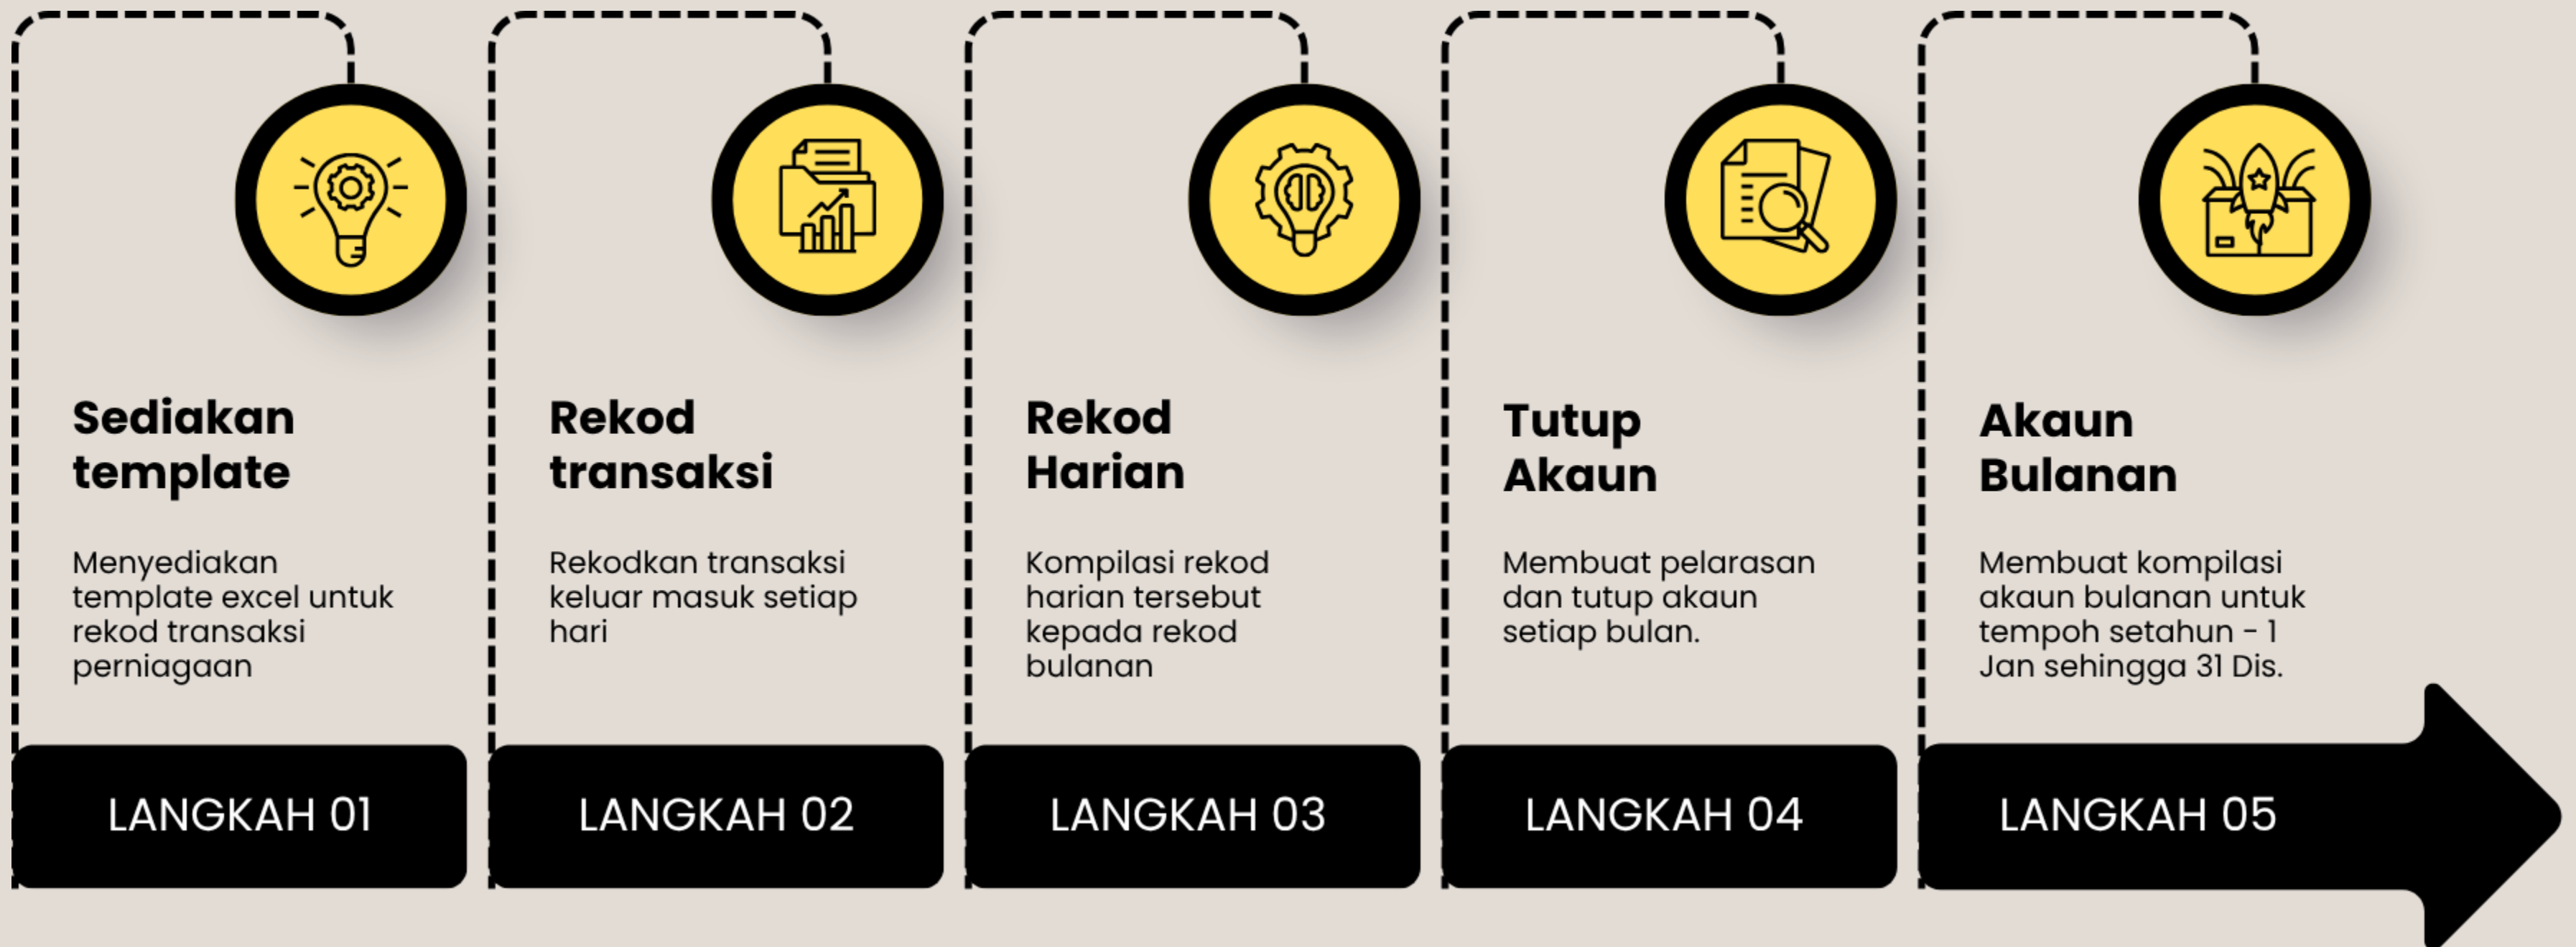 Sediakan
template
Menyediakan
template excel untuk
rekod transaksi
perniagaan
LANGKAH 01
Rekod
transaksi
Rekodkan transaksi
keluar masuk setiap
hari
LANGKAH 02
Rekod
Harian
Kompilasi rekod
harian tersebut
kepada rekod
bulanan
LANGKAH 03
Tutup
Akaun
Membuat pelarasan
dan tutup akaun
setiap bulan.
LANGKAH 04
Akaun
Bulanan
Membuat kompilasi
akaun bulanan untuk
tempoh setahun - 1
Jan sehingga 31 Dis.
LANGKAH 05